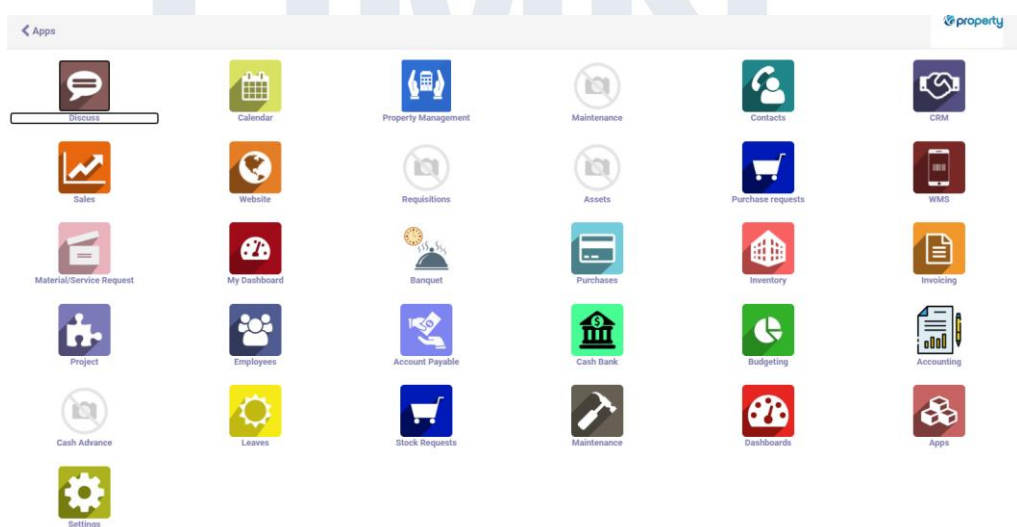 Apps
property
Discuss
Calendar
Property Management
Maintenance
Contacts
CRM
Sales
Website
Requisitions
Assets
Purchase requests
WMS
Material/Service Request
My Dashboard
Banquet
Purchases
Inventory
Invoicing
Project
Employees
Account Payable
Cash Bank
Budgeting
Accounting
Cash Advance
Leaves
Stock Requests
Maintenance
Dashboards
Apps
Settings